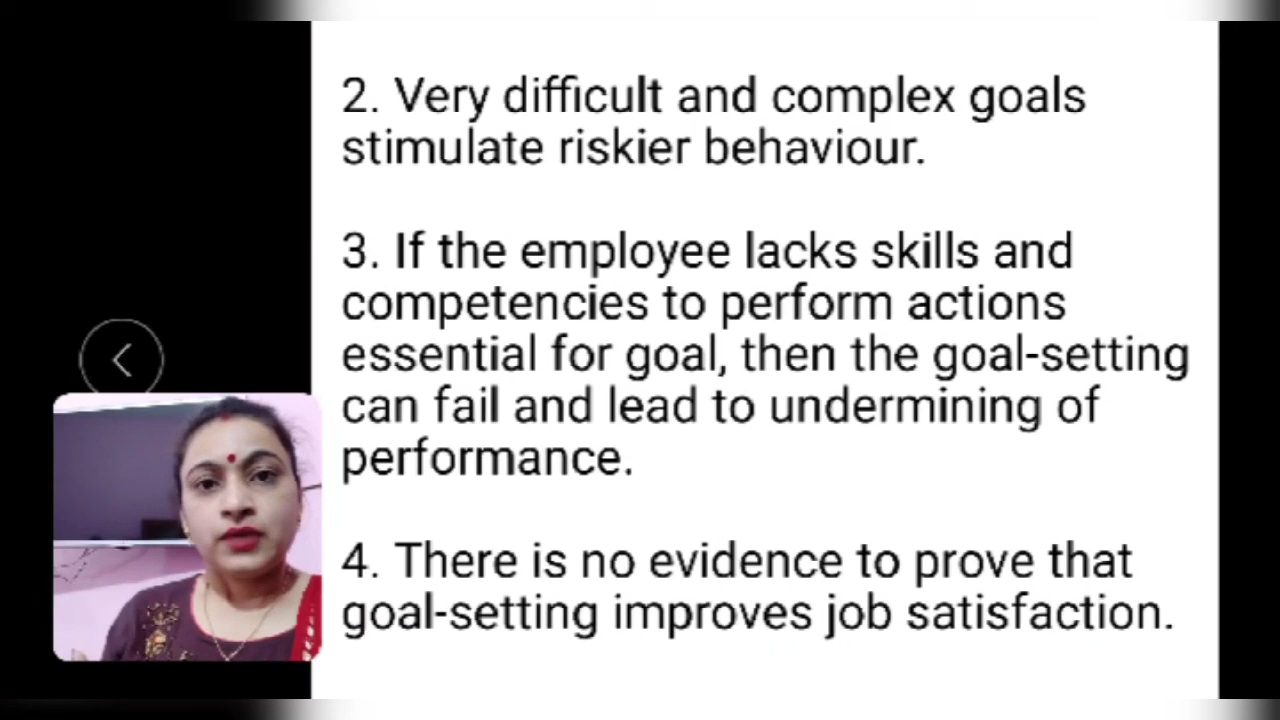 2. Very difficult and complex goals
stimulate riskier behaviour.
3. If the employee lacks skills and
competencies to perform actions
essential for goal, then the goal-setting
can fail and lead to undermining of
performance.
4. There is no evidence to prove that
goal-setting improves job satisfaction.